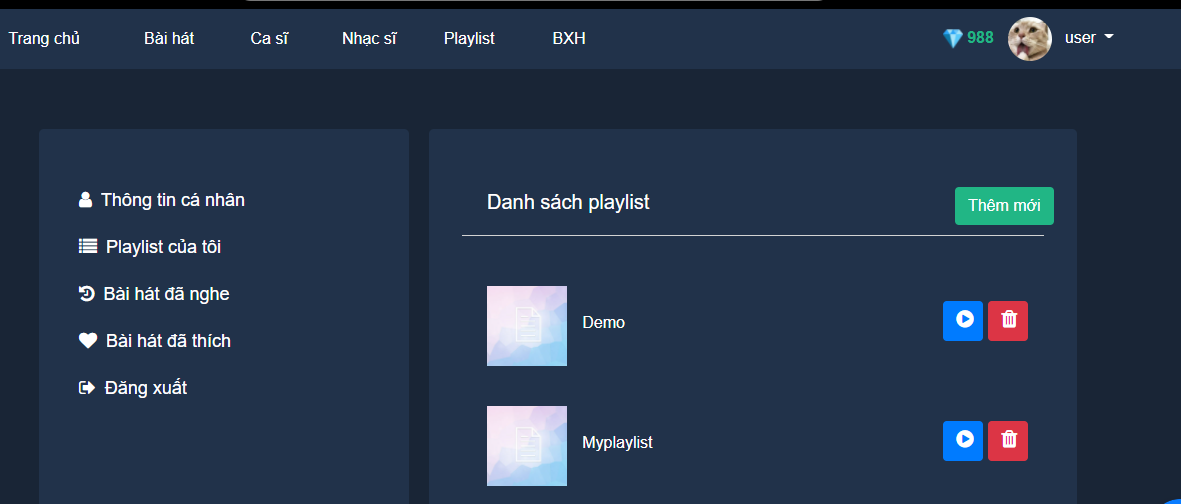 Trang chủ Bài hát Ca sĩ Nhạc sĩ Playlist BXH 988 user
Thông tin cá nhân
Playlist của tôi
Bài hát đã nghe
Bài hát đã thích
Đăng xuất
Danh sách playlist Thêm mới
Demo
Myplaylist